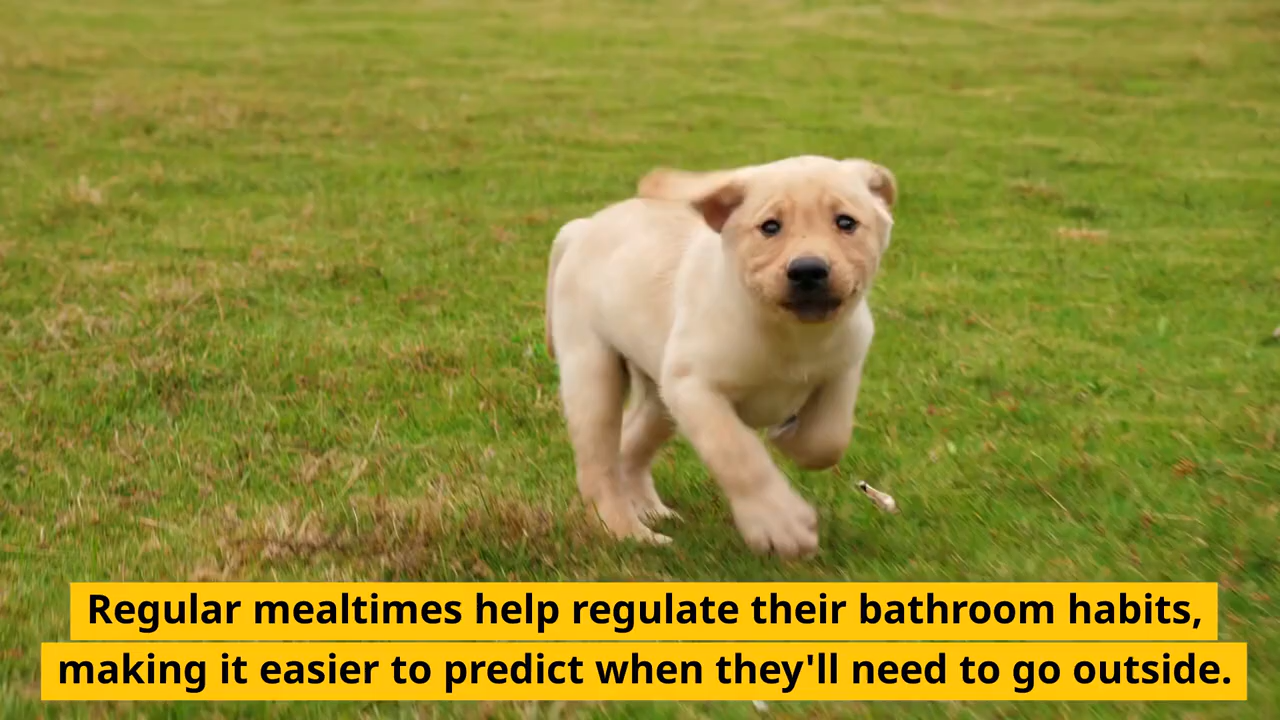 Regular mealtimes help regulate their bathroom habits,
making it easier to predict when they'll need to go outside.